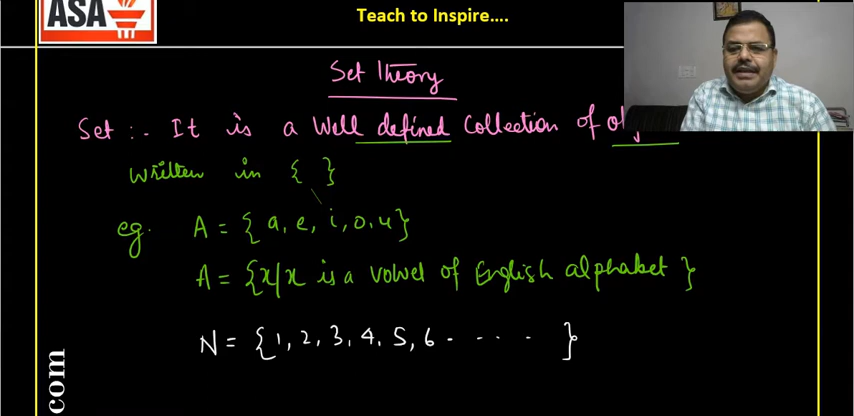 ASA
Teach to Inspire....
Set Theory
Set :- It is a well defined collection of
written in { }
eg. A = {a, e, i, o, u}
A = {x/x is a vowel of English alphabet }
N = {1, 2, 3, 4, 5, 6 - - - - }
com